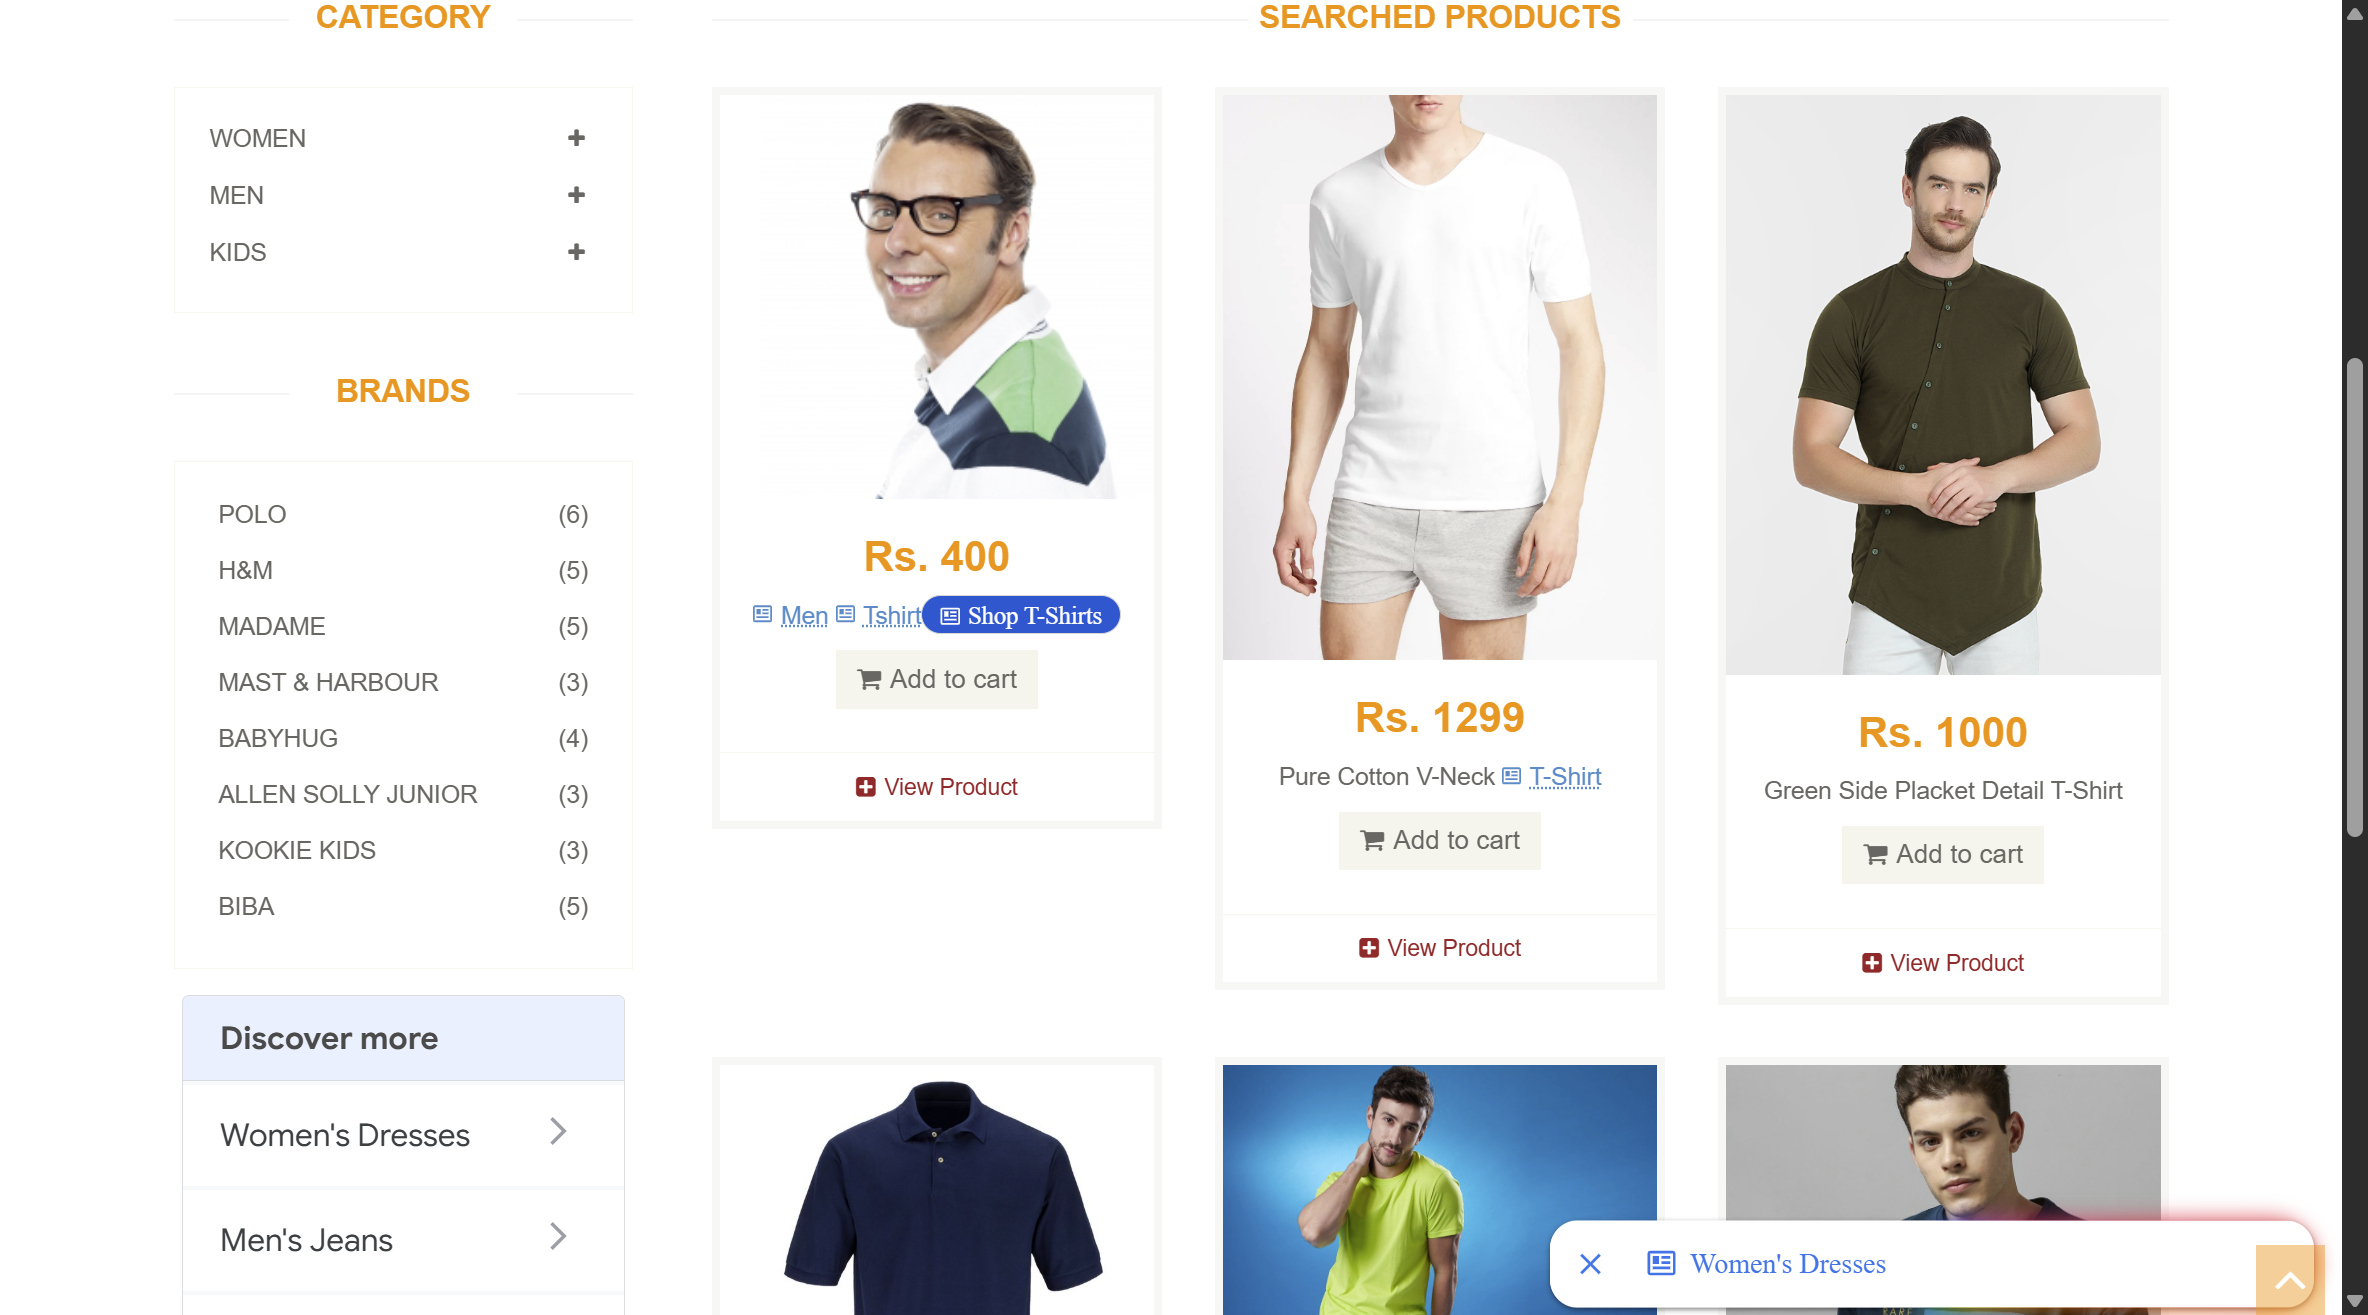 CATEGORY
WOMEN
MEN
KIDS
BRANDS
POLO (6)
H&M (5)
MADAME (5)
MAST & HARBOUR (3)
BABYHUG (4)
ALLEN SOLLY JUNIOR (3)
KOOKIE KIDS (3)
BIBA (5)
Discover more
Women's Dresses
Men's Jeans
SEARCHED PRODUCTS
Rs. 400
Men Tshirt Shop T-Shirts
Add to cart
View Product
Rs. 1299
Pure Cotton V-Neck T-Shirt
Add to cart
View Product
Rs. 1000
Green Side Placket Detail T-Shirt
Add to cart
View Product
Women's Dresses